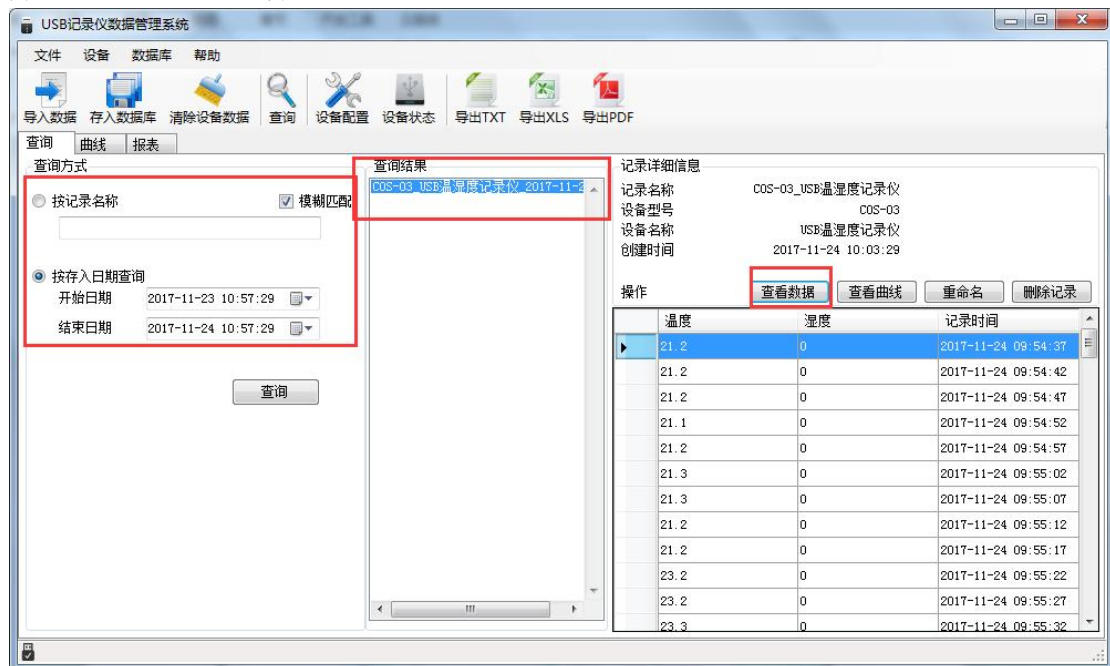 USB记录仪数据管理系统
文件 设备 数据库 帮助
导入数据 存入数据库 清除设备数据 查询 设备配置 设备状态 导出TXT 导出XLS 导出PDF
查询 曲线 报表
查询方式
按记录名称 模糊匹配
按存入日期查询
开始日期 2017-11-23 10:57:29
结束日期 2017-11-24 10:57:29
查询
查询结果
COS-03_USB温湿度记录仪_2017-11-2
记录详细信息
记录名称 COS-03_USB温湿度记录仪
设备型号 COS-03
设备名称 USB温湿度记录仪
创建时间 2017-11-24 10:03:29
操作 查看数据 查看曲线 重命名 删除记录
温度 湿度 记录时间
21.2 0 2017-11-24 09:54:37
21.2 0 2017-11-24 09:54:42
21.2 0 2017-11-24 09:54:47
21.1 0 2017-11-24 09:54:52
21.2 0 2017-11-24 09:54:57
21.3 0 2017-11-24 09:55:02
21.3 0 2017-11-24 09:55:07
21.2 0 2017-11-24 09:55:12
21.2 0 2017-11-24 09:55:17
23.2 0 2017-11-24 09:55:22
23.2 0 2017-11-24 09:55:27
23.3 0 2017-11-24 09:55:32